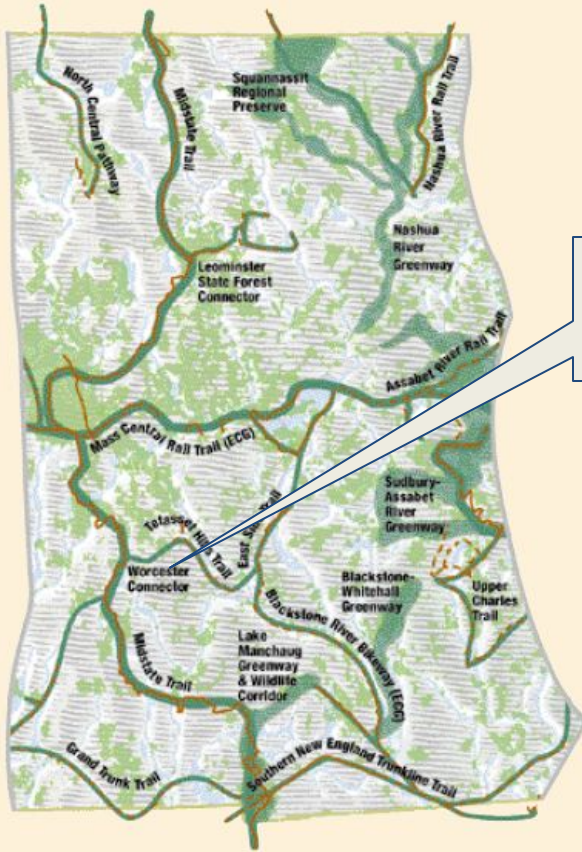 North Central Pathway
Midstate Trail
Squannassit
Regional
Preserve
Nashua River Rail Trail
Nashua
River
Greenway
Leominster
State Forest
Connector
Assabet River Rail Trail
Mass Central Rail Trail (ECG)
Sudbury-
Assabet
River
Greenway
East Side Trail
Worcester
Connector
Blackstone-
Whitehall
Greenway
Upper
Charles
Trail
Blackstone River Bikeway (ECG)
Lake
Manchaug
Greenway
& Wildlife
Corridor
Midstate Trail
Grand Trunk Trail
Southern New England Trunkline Trail